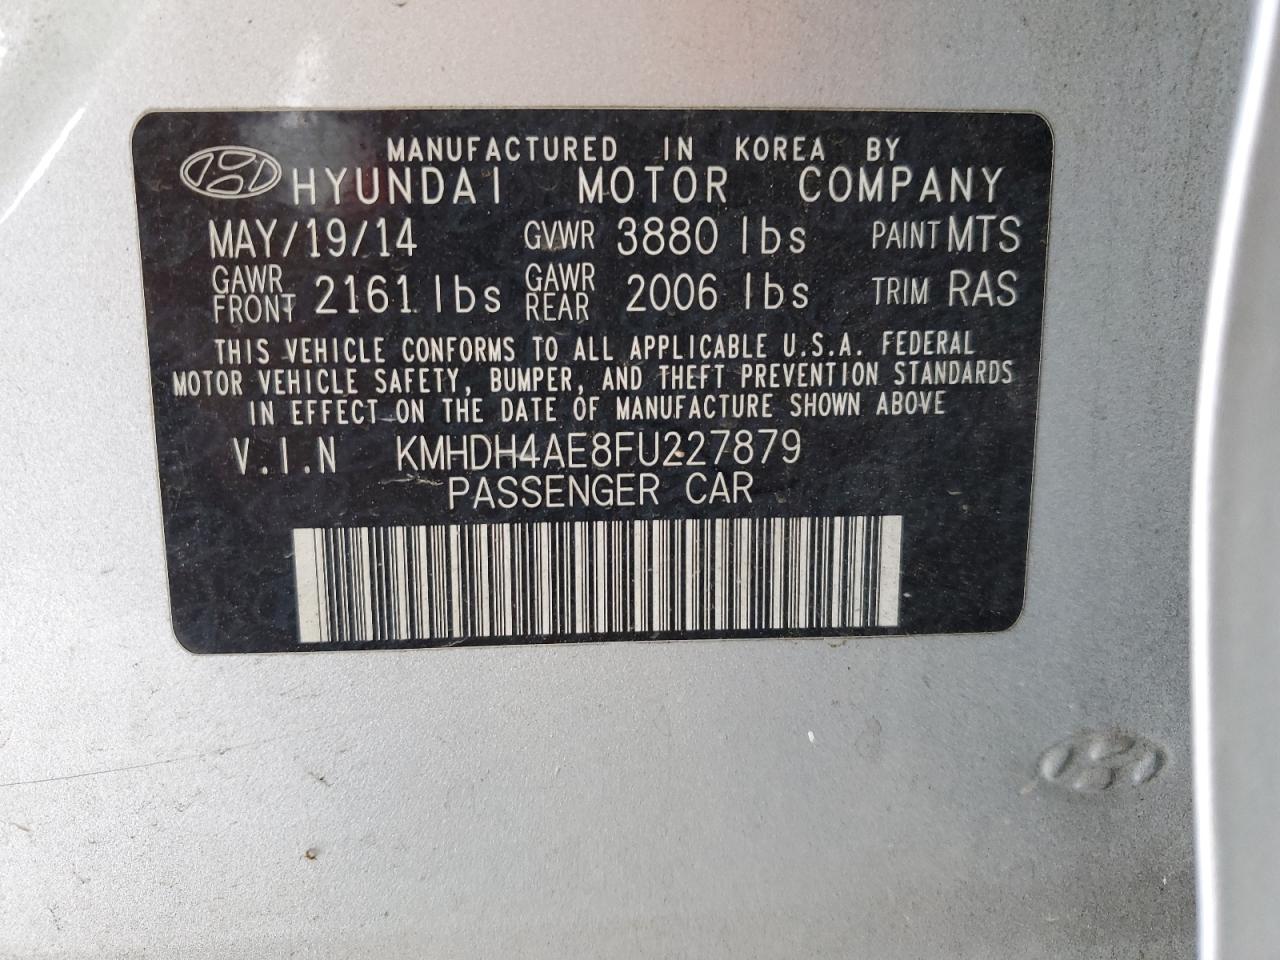 MANUFACTURED IN KOREA BY
HYUNDAI MOTOR COMPANY
MAY/19/14 GVWR 3880 lbs PAINT MTS
GAWR FRONT 2161 lbs GAWR REAR 2006 lbs TRIM RAS
THIS VEHICLE CONFORMS TO ALL APPLICABLE U.S.A. FEDERAL
MOTOR VEHICLE SAFETY, BUMPER, AND THEFT PREVENTION STANDARDS
IN EFFECT ON THE DATE OF MANUFACTURE SHOWN ABOVE
V.I.N KMHDH4AE8FU227879
PASSENGER CAR